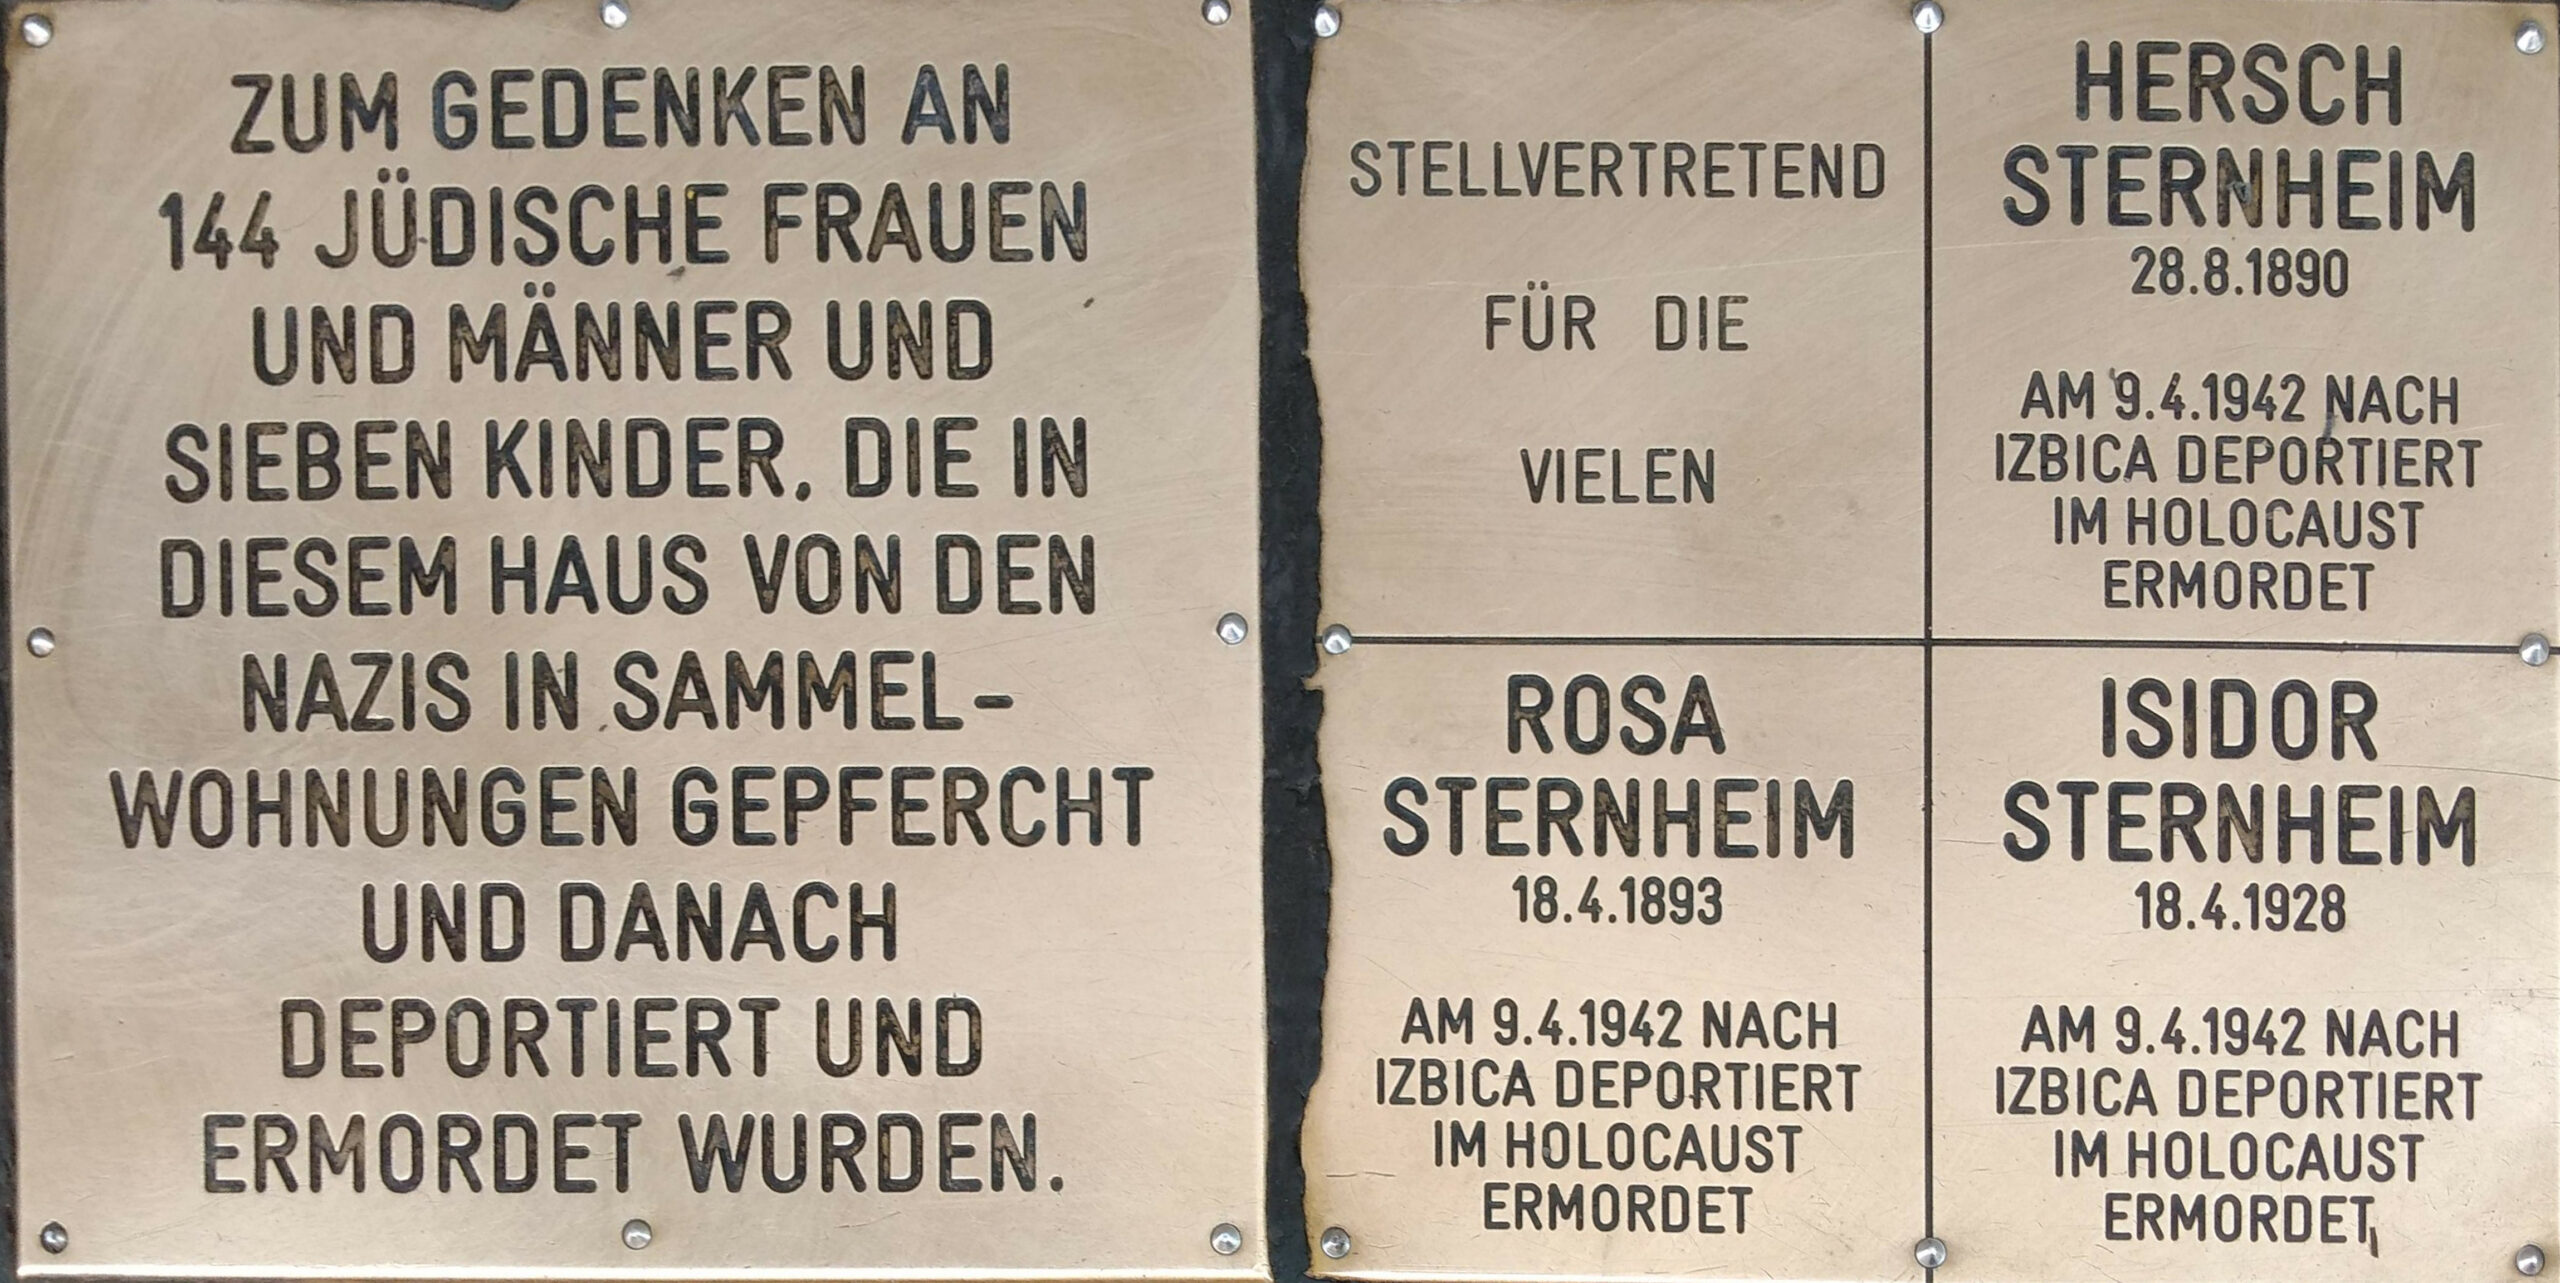 ZUM GEDENKEN AN
144 JÜDISCHE FRAUEN
UND MÄNNER UND
SIEBEN KINDER, DIE IN
DIESEM HAUS VON DEN
NAZIS IN SAMMEL-
WOHNUNGEN GEPFERCHT
UND DANACH
DEPORTIERT UND
ERMORDET WURDEN.
STELLVERTRETEND
FÜR DIE
VIELEN
HERSCH
STERNHEIM
28.8.1890
AM 9.4.1942 NACH
IZBICA DEPORTIERT
IM HOLOCAUST
ERMORDET
ROSA
STERNHEIM
18.4.1893
AM 9.4.1942 NACH
IZBICA DEPORTIERT
IM HOLOCAUST
ERMORDET
ISIDOR
STERNHEIM
18.4.1928
AM 9.4.1942 NACH
IZBICA DEPORTIERT
IM HOLOCAUST
ERMORDET